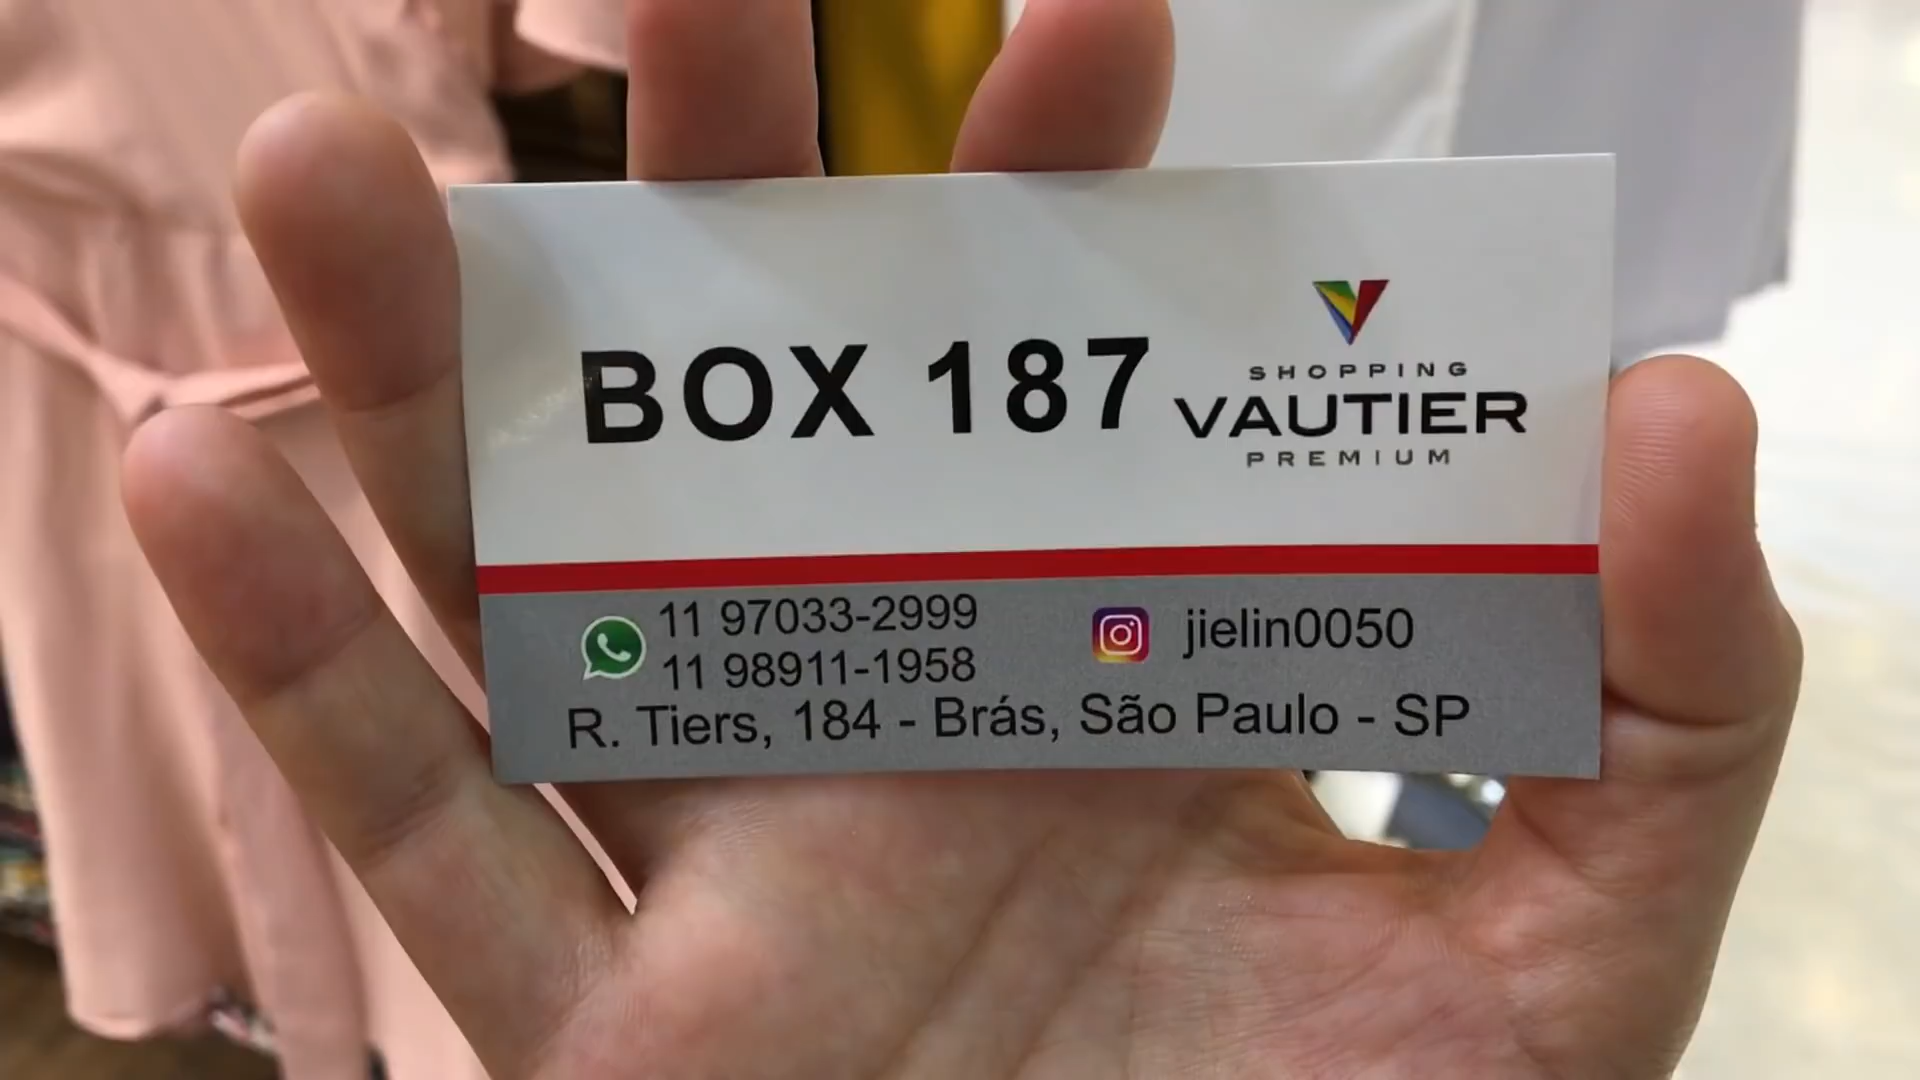 BOX 187
SHOPPING
VAUTIER
PREMIUM
11 97033-2999
11 98911-1958
jielin0050
R. Tiers, 184 - Brás, São Paulo - SP